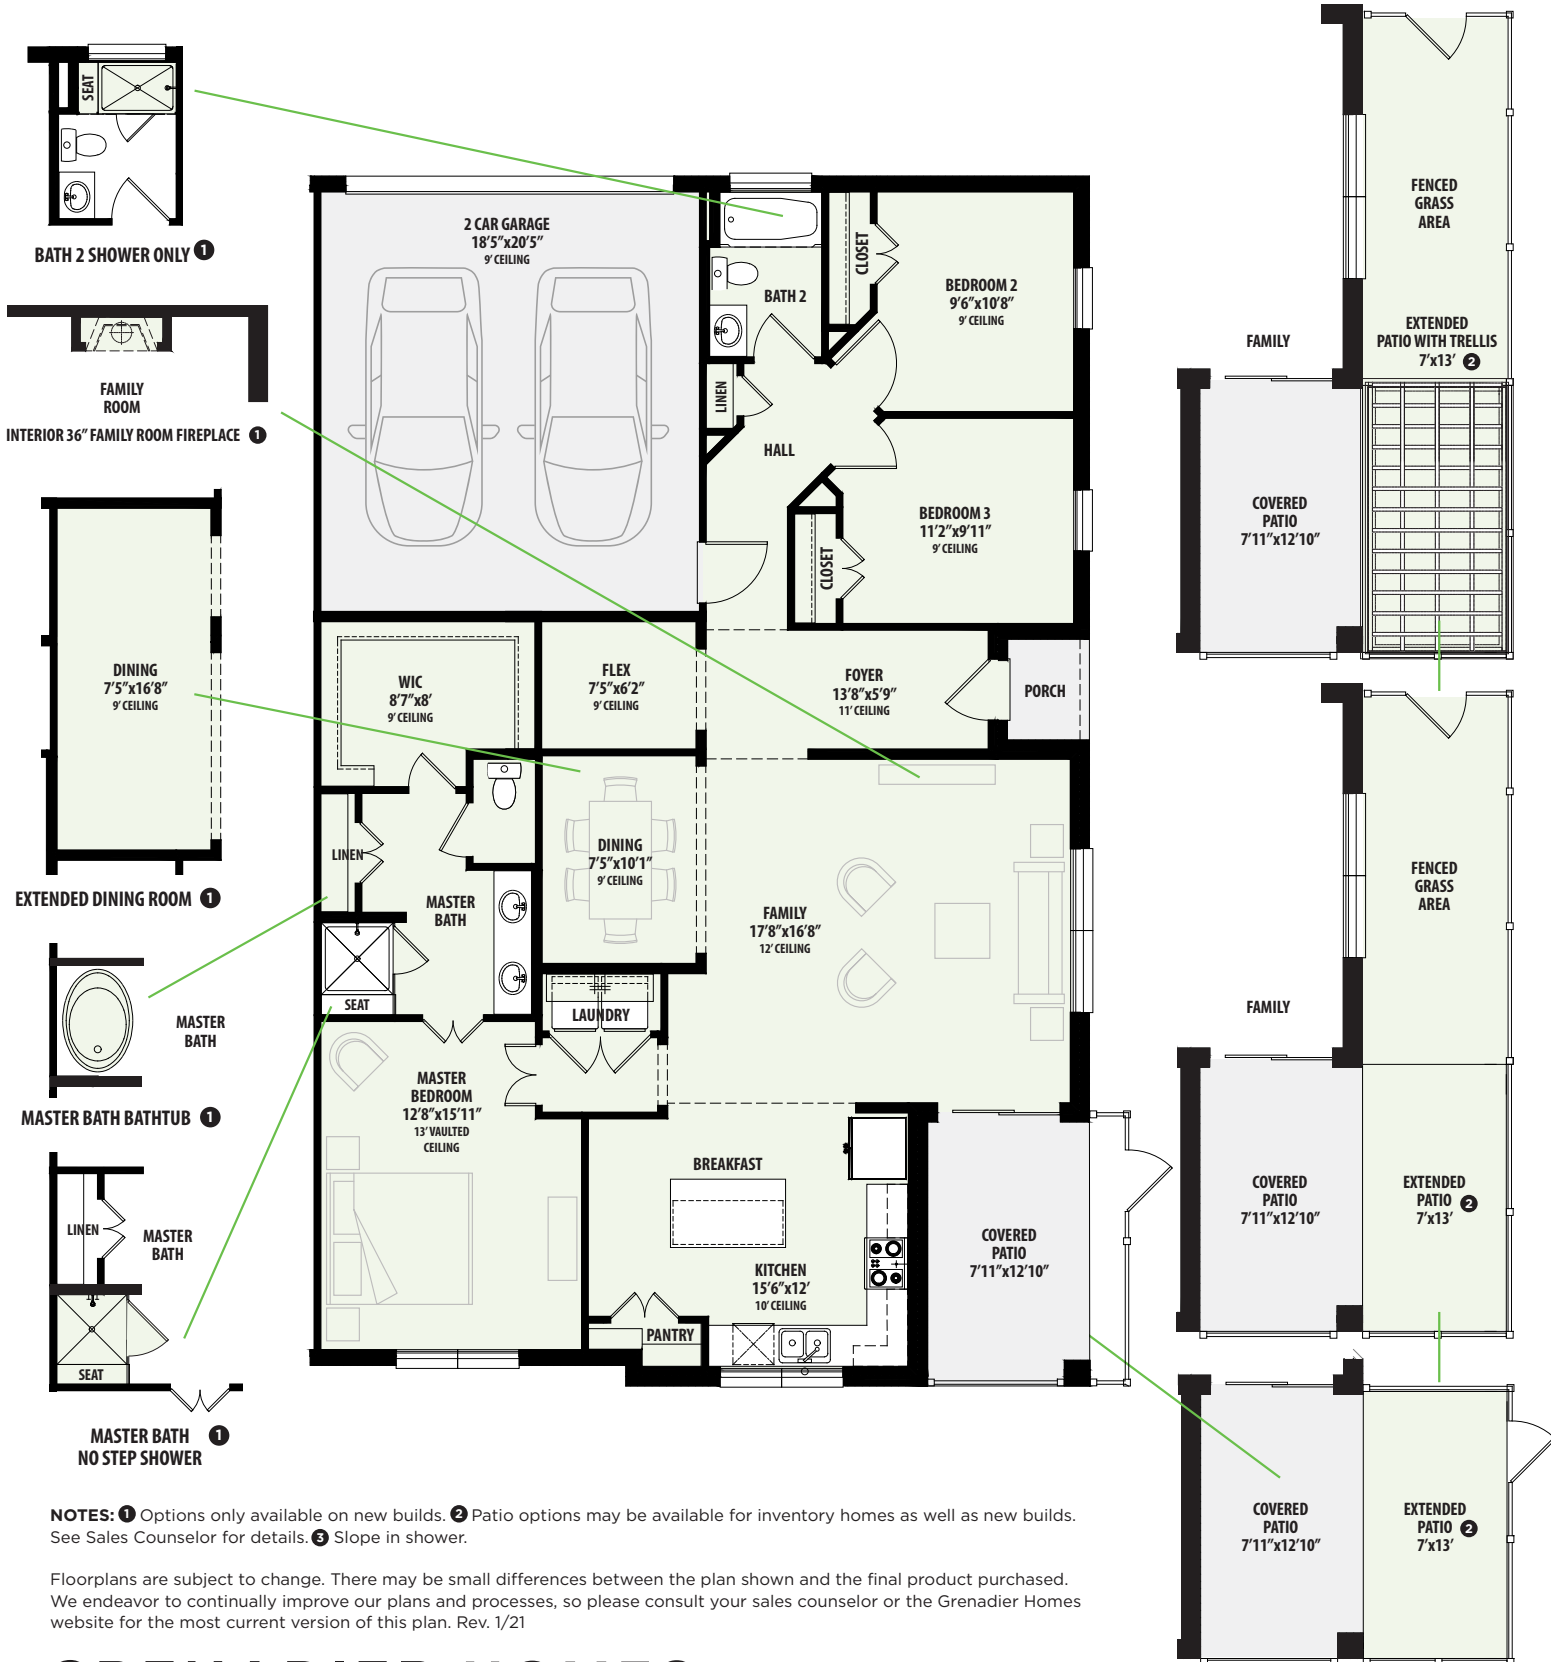 SEAT
BATH 2 SHOWER ONLY 1
FAMILY
ROOM
INTERIOR 36” FAMILY ROOM FIREPLACE 1
DINING
7’5”x16’8”
9’ CEILING
EXTENDED DINING ROOM 1
MASTER
BATH
MASTER BATH BATHTUB 1
LINEN
MASTER
BATH
SEAT
MASTER BATH 1
NO STEP SHOWER
2 CAR GARAGE
18’5”x20’5”
9’ CEILING
BATH 2
CLOSET
BEDROOM 2
9’6”x10’8”
9’ CEILING
LINEN
HALL
BEDROOM 3
11’2”x9’11”
9’ CEILING
CLOSET
WIC
8’7”x8’
9’ CEILING
FLEX
7’5”x6’2”
9’ CEILING
FOYER
13’8”x5’9”
11’ CEILING
PORCH
LINEN
MASTER
BATH
DINING
7’5”x10’1”
9’ CEILING
FAMILY
17’8”x16’8”
12’ CEILING
SEAT
LAUNDRY
MASTER
BEDROOM
12’8”x15’11”
13’ VAULTED
CEILING
BREAKFAST
KITCHEN
15’6”x12’
10’ CEILING
PANTRY
COVERED
PATIO
7’11”x12’10”
FENCED
GRASS
AREA
FAMILY
EXTENDED
PATIO WITH TRELLIS
7’x13’ 2
COVERED
PATIO
7’11”x12’10”
FENCED
GRASS
AREA
FAMILY
COVERED
PATIO
7’11”x12’10”
EXTENDED
PATIO 2
7’x13’
COVERED
PATIO
7’11”x12’10”
EXTENDED
PATIO 2
7’x13’
NOTES: 1 Options only available on new builds. 2 Patio options may be available for inventory homes as well as new builds.
See Sales Counselor for details. 3 Slope in shower.
Floorplans are subject to change. There may be small differences between the plan shown and the final product purchased.
We endeavor to continually improve our plans and processes, so please consult your sales counselor or the Grenadier Homes
website for the most current version of this plan. Rev. 1/21
GRENADIER HOMES